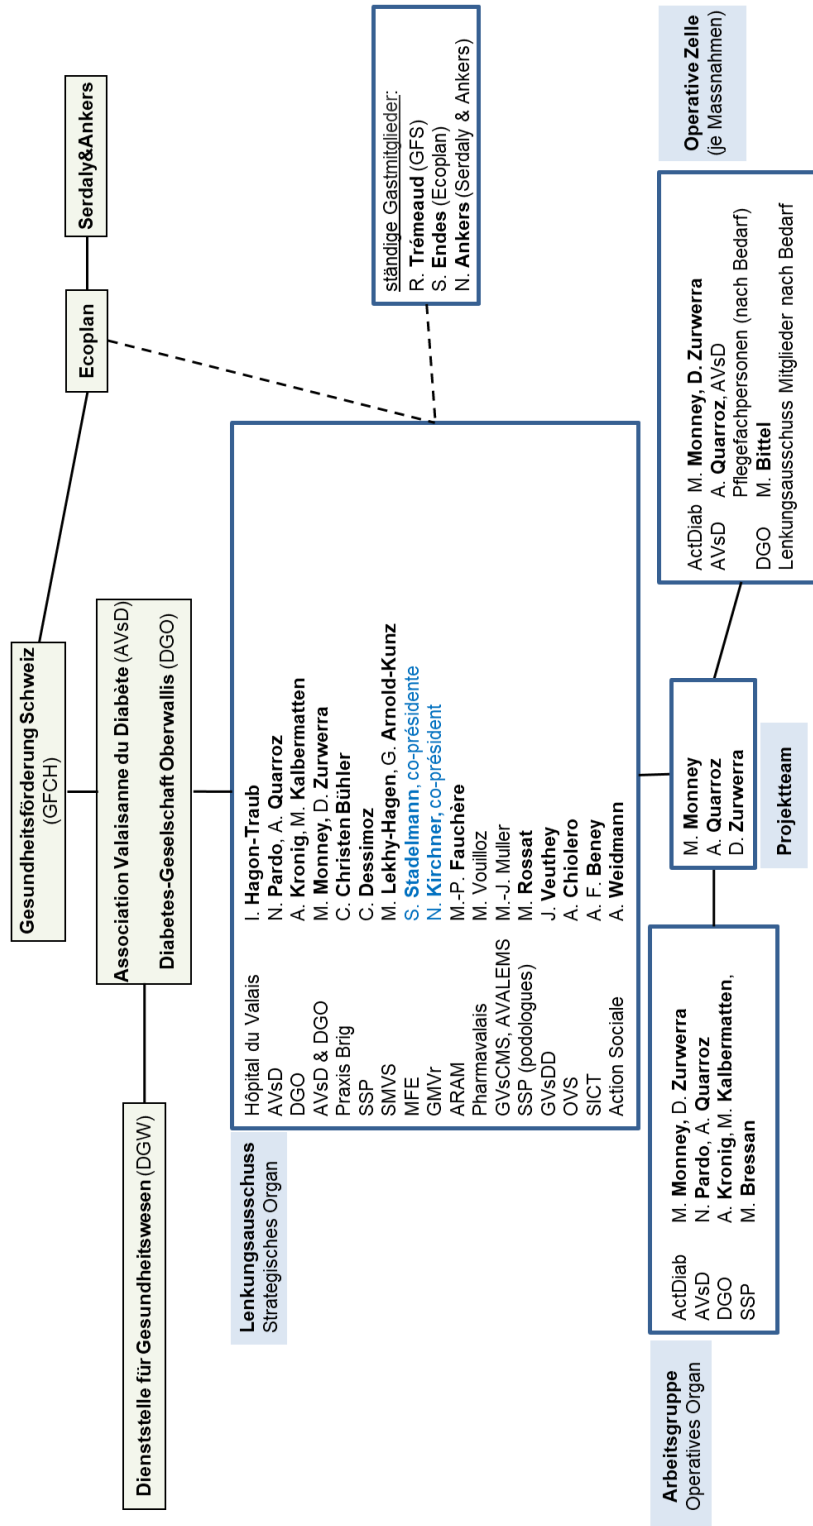 Gesundheitsförderung Schweiz
(GFCH)
Serdaly&Ankers
Ecoplan
Association Valaisanne du Diabète (AVsD)
Diabetes-Geselschaft Oberwallis (DGO)
Dienststelle für Gesundheitswesen (DGW)
Lenkungsausschuss
Strategisches Organ
Hôpital du Valais I. Hagon-Traub
AVsD N. Pardo, A. Quarroz
DGO A. Kronig, M. Kalbermatten
AVsD & DGO M. Monney, D. Zurwerra
Praxis Brig C. Christen Bühler
SSP C. Dessimoz
SMVS M. Lekhy-Hagen, G. Arnold-Kunz
MFE S. Stadelmann, co-présidente
GMVr N. Kirchner, co-président
ARAM M.-P. Fauchère
Pharmavalais M. Vouilloz
GVsCMS, AVALEMS M.-J. Muller
SSP (podologues) M. Rossat
GVsDD J. Veuthey
OVS A. Chiolero
SICT A. F. Beney
Action Sociale A. Weidmann
ständige Gastmitglieder:
R. Trémeaud (GFS)
S. Endes (Ecoplan)
N. Ankers (Serdaly & Ankers)
Arbeitsgruppe
Operatives Organ
ActDiab M. Monney, D. Zurwerra
AVsD N. Pardo, A. Quarroz
DGO A. Kronig, M. Kalbermatten,
SSP M. Bressan
M. Monney
A. Quarroz
D. Zurwerra
Projektteam
ActDiab M. Monney, D. Zurwerra
AVsD A. Quarroz, AVsD
Pflegefachpersonen (nach Bedarf)
DGO M. Bittel
Lenkungsausschuss Mitglieder nach Bedarf
Operative Zelle
(je Massnahmen)